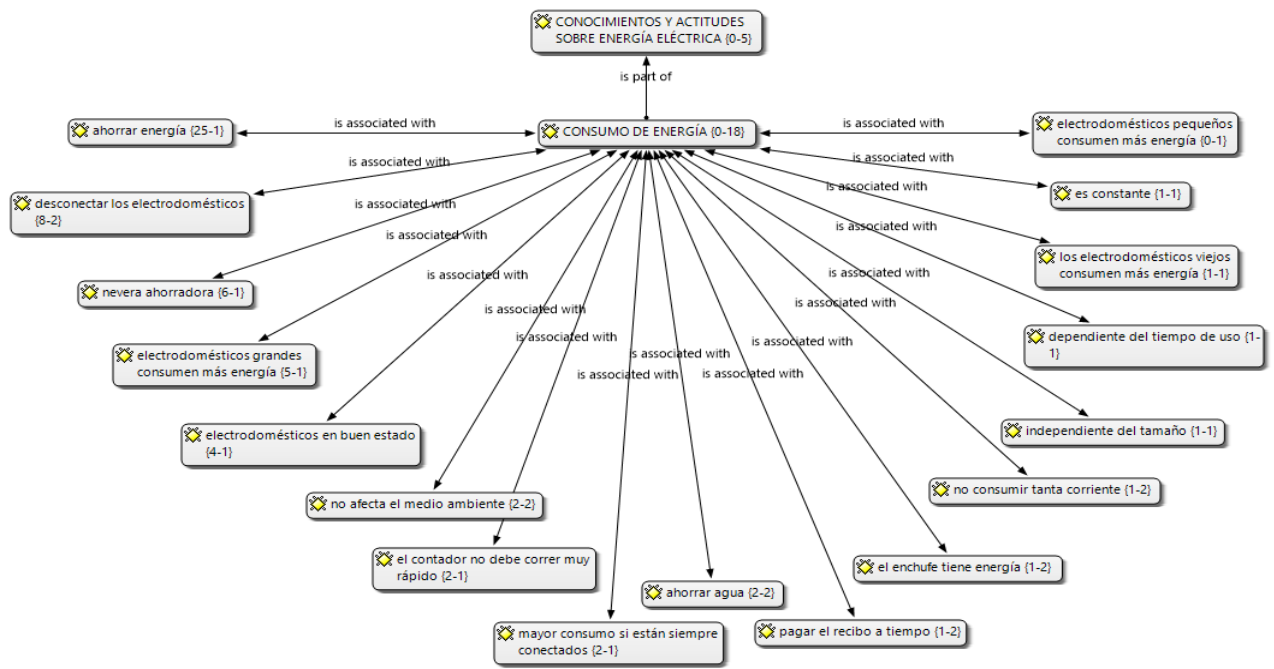 CONOCIMIENTOS Y ACTITUDES
SOBRE ENERGÍA ELÉCTRICA {0-5}
is part of
CONSUMO DE ENERGÍA {0-18}
ahorrar energía {25-1}
is associated with
desconectar los electrodomésticos
{8-2}
is associated with
nevera ahorradora {6-1}
is associated with
electrodomésticos grandes
consumen más energía {5-1}
is associated with
electrodomésticos en buen estado
{4-1}
is associated with
no afecta el medio ambiente {2-2}
is associated with
el contador no debe correr muy
rápido {2-1}
is associated with
mayor consumo si están siempre
conectados {2-1}
is associated with
ahorrar agua {2-2}
is associated with
pagar el recibo a tiempo {1-2}
is associated with
el enchufe tiene energía {1-2}
is associated with
no consumir tanta corriente {1-2}
is associated with
independiente del tamaño {1-1}
is associated with
dependiente del tiempo de uso {1-
1}
is associated with
los electrodomésticos viejos
consumen más energía {1-1}
is associated with
es constante {1-1}
is associated with
electrodomésticos pequeños
consumen más energía {0-1}